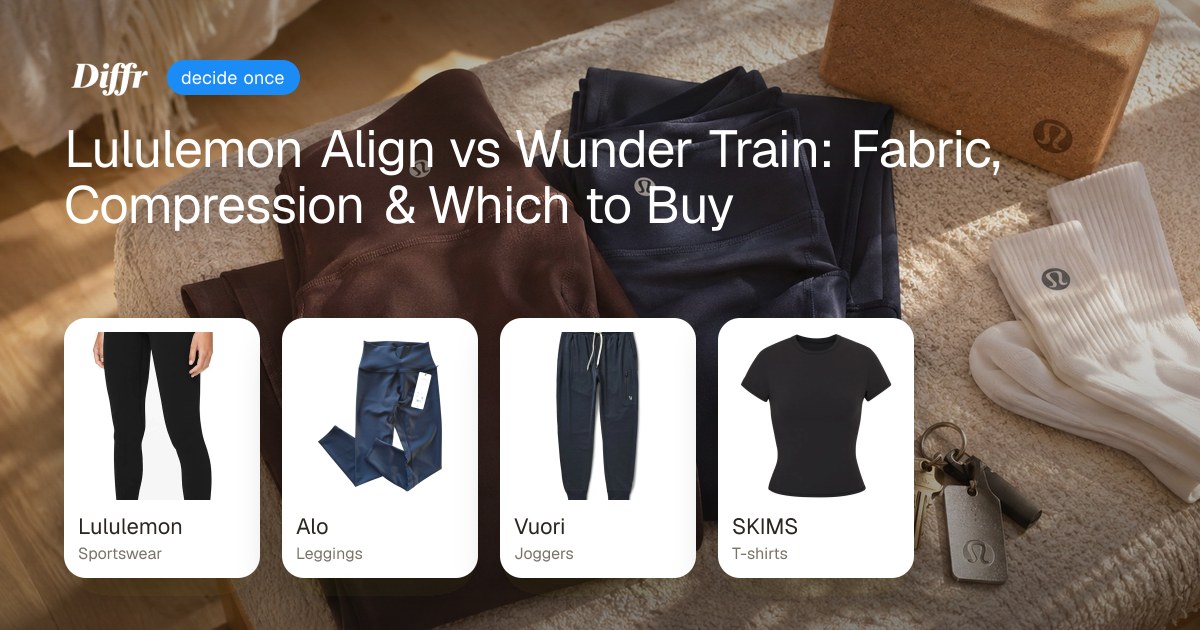 Diffr
decide once
Lululemon Align vs Wunder Train: Fabric,
Compression & Which to Buy
Lululemon
Sportswear
Alo
Leggings
Vuori
Joggers
SKIMS
T-shirts